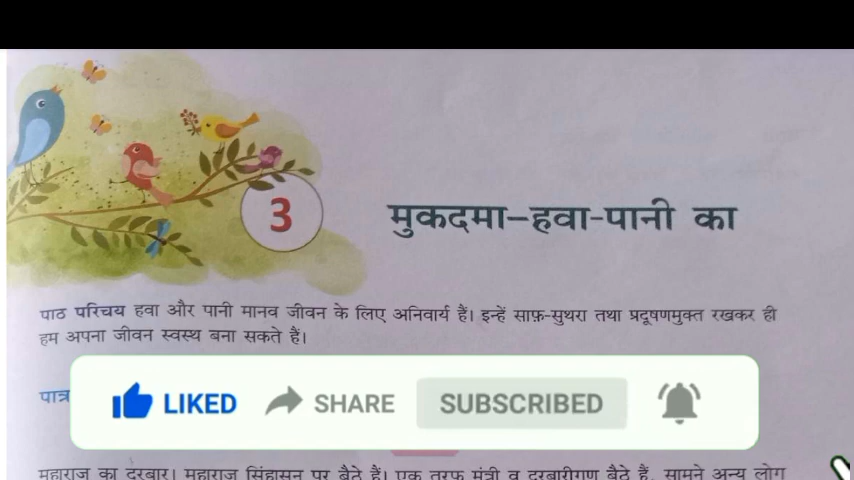 3
मुकदमा–हवा-पानी का
पाठ परिचय हवा और पानी मानव जीवन के लिए अनिवार्य हैं। इन्हें साफ़-सुथरा तथा प्रदूषणमुक्त रखकर ही
हम अपना जीवन स्वस्थ बना सकते हैं।
पात्र
LIKED SHARE SUBSCRIBED
महाराज का दरबार। महाराज सिंहासन पर बैठे हैं। एक तरफ मंत्री व दरबारीगण बैठे हैं, सामने अन्य लोग